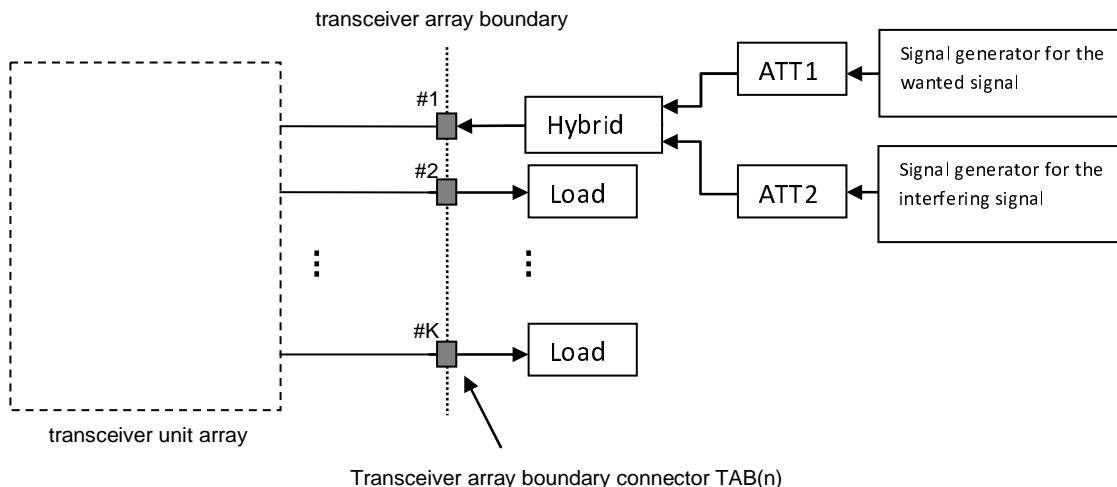 transceiver array boundary
#1
Hybrid
ATT1
Signal generator for the
wanted signal
#2
Load
ATT2
Signal generator for the
interfering signal
#K
Load
transceiver unit array
Transceiver array boundary connector TAB(n)